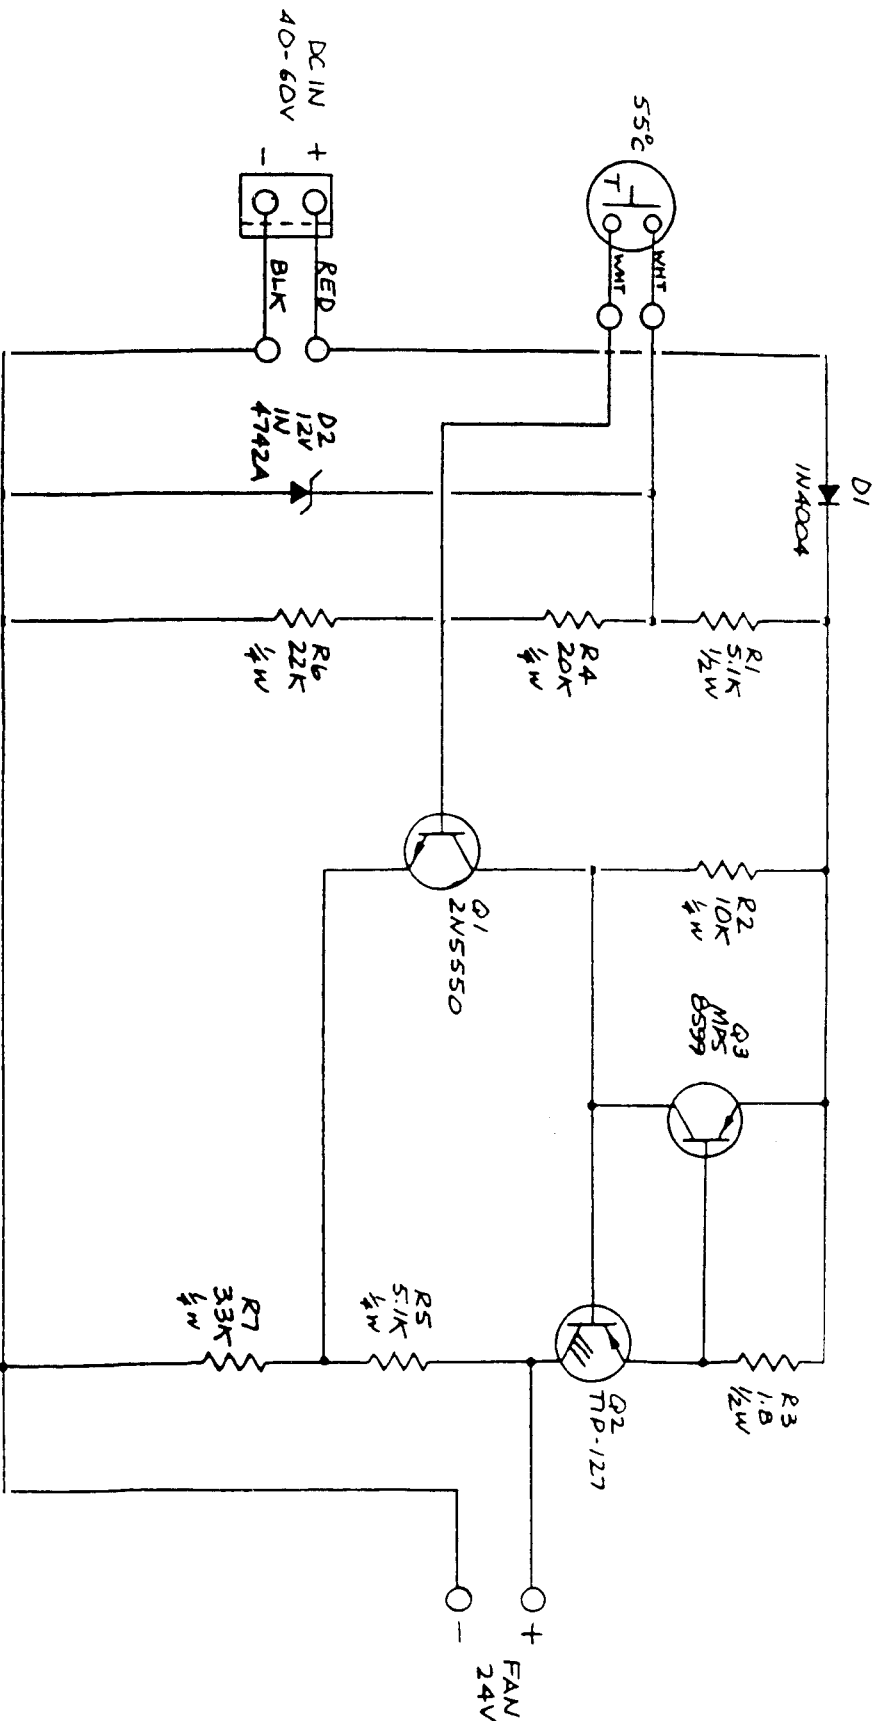 D1
1N4004
55°C
T
WHT
WHT
DC IN
40-60V
+
-
RED
BLK
D2
12V
1N
4742A
R1
5.1K
1/2W
R4
20K
1/4W
R6
22K
1/4W
R2
10K
1/4W
Q1
2N5550
Q3
MPS
8599
R3
1.8
1/2W
Q2
TIP-127
R5
5.1K
1/4W
R7
3.3K
1/4W
+
-
FAN
24V